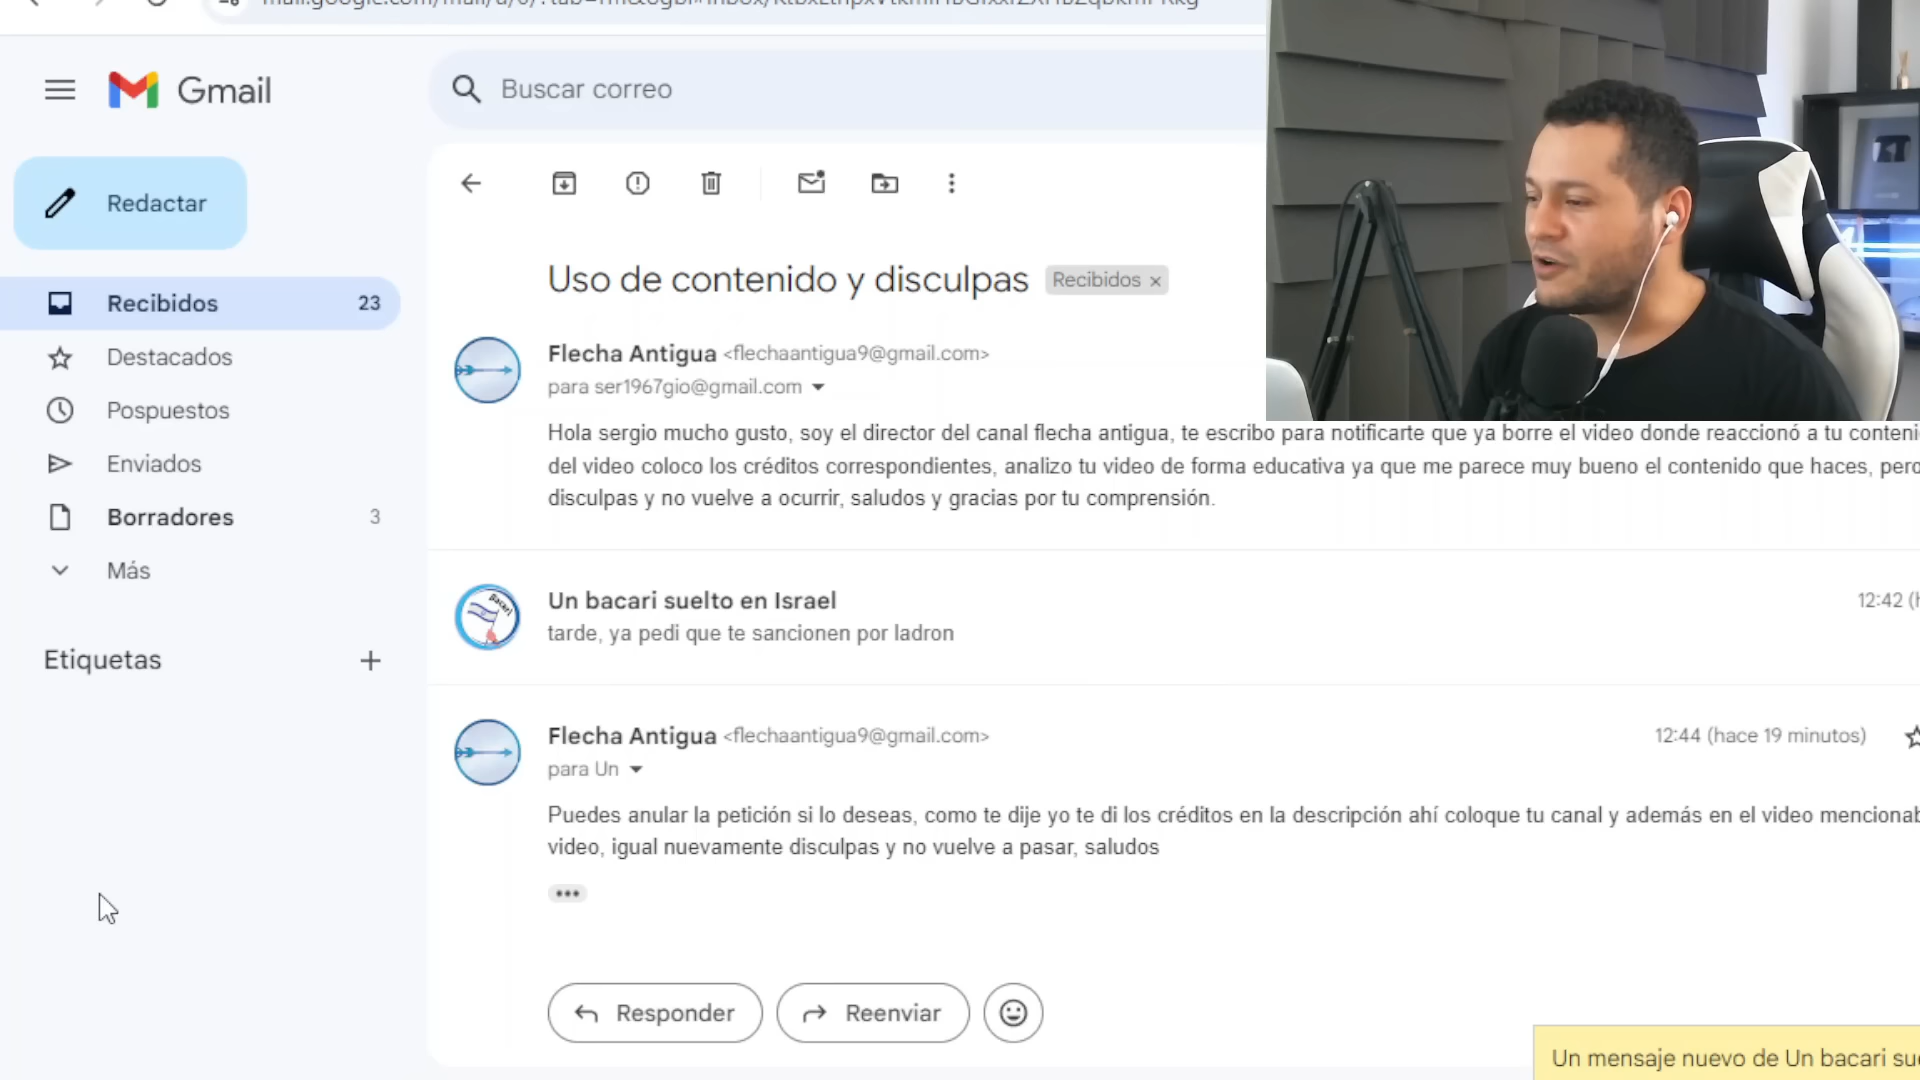 Gmail
Buscar correo
Redactar
Recibidos 23
Destacados
Pospuestos
Enviados
Borradores 3
Más
Etiquetas
Uso de contenido y disculpas Recibidos ×
Flecha Antigua <flechaantigua9@gmail.com>
para ser1967gio@gmail.com
Hola sergio mucho gusto, soy el director del canal flecha antigua, te escribo para notificarte que ya borre el video donde reaccionó a tu conteni
del video coloco los créditos correspondientes, analizo tu video de forma educativa ya que me parece muy bueno el contenido que haces, pero
disculpas y no vuelve a ocurrir, saludos y gracias por tu comprensión.
Un bacari suelto en Israel 12:42 (h
tarde, ya pedi que te sancionen por ladron
Flecha Antigua <flechaantigua9@gmail.com> 12:44 (hace 19 minutos)
para Un
Puedes anular la petición si lo deseas, como te dije yo te di los créditos en la descripción ahí coloque tu canal y además en el video mencionab
video, igual nuevamente disculpas y no vuelve a pasar, saludos
Responder
Reenviar
Un mensaje nuevo de Un bacari sue